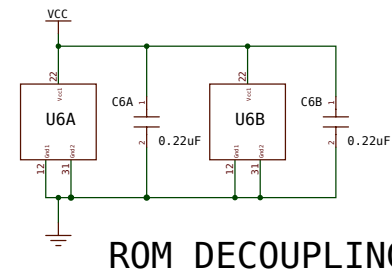 VCC
22
Vcc1
U6A
Gnd1
Gnd2
12
31
C6A
1
2
0.22uF
22
Vcc1
U6B
Gnd1
Gnd2
12
31
C6B
1
2
0.22uF
ROM DECOUPLING